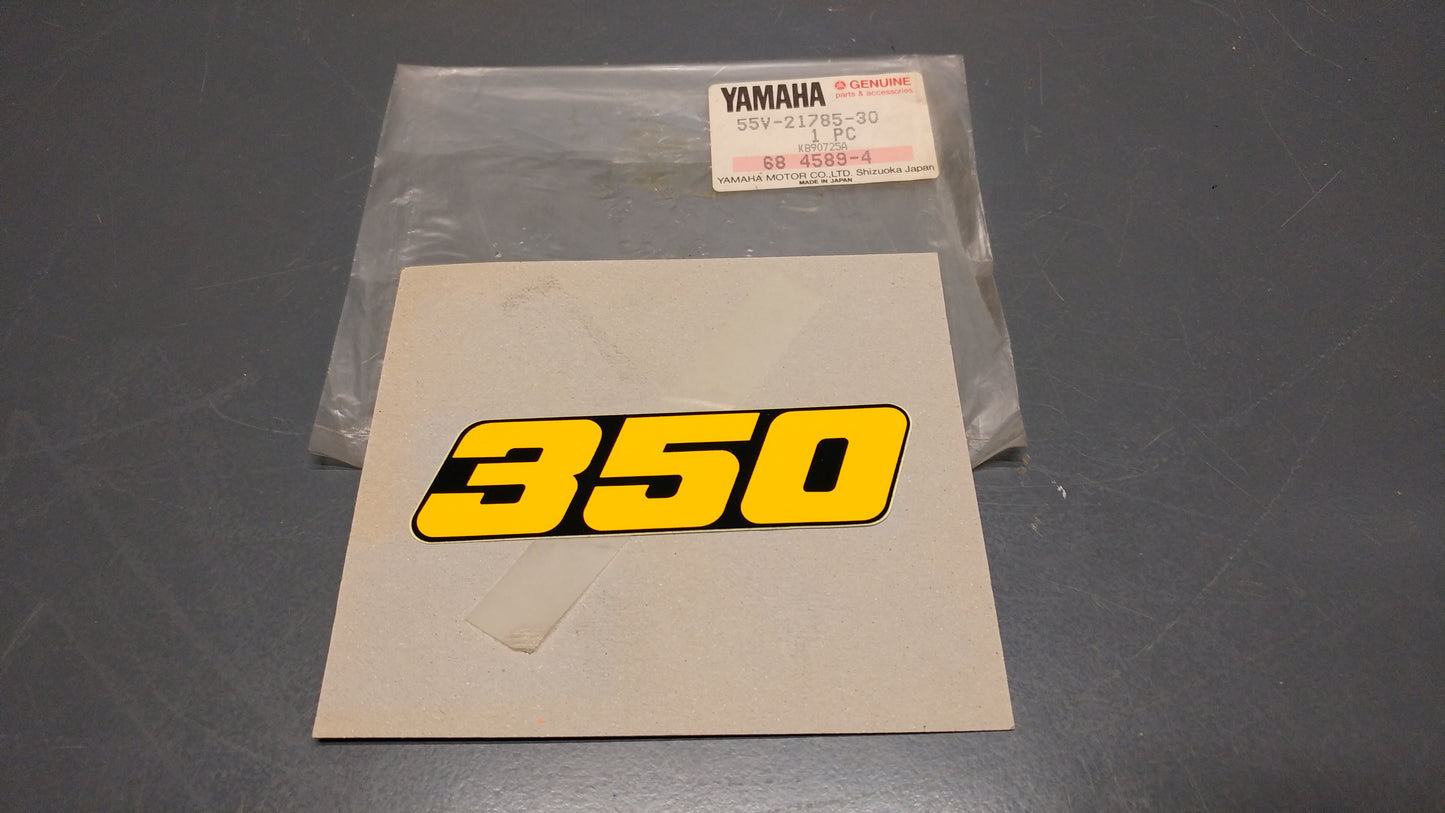 YAMAHA GENUINE
parts & accessories
55V-21785-30
1 PC
K890725A
68 4589-4
YAMAHA MOTOR CO.,LTD. Shizuoka Japan
MADE IN JAPAN
350